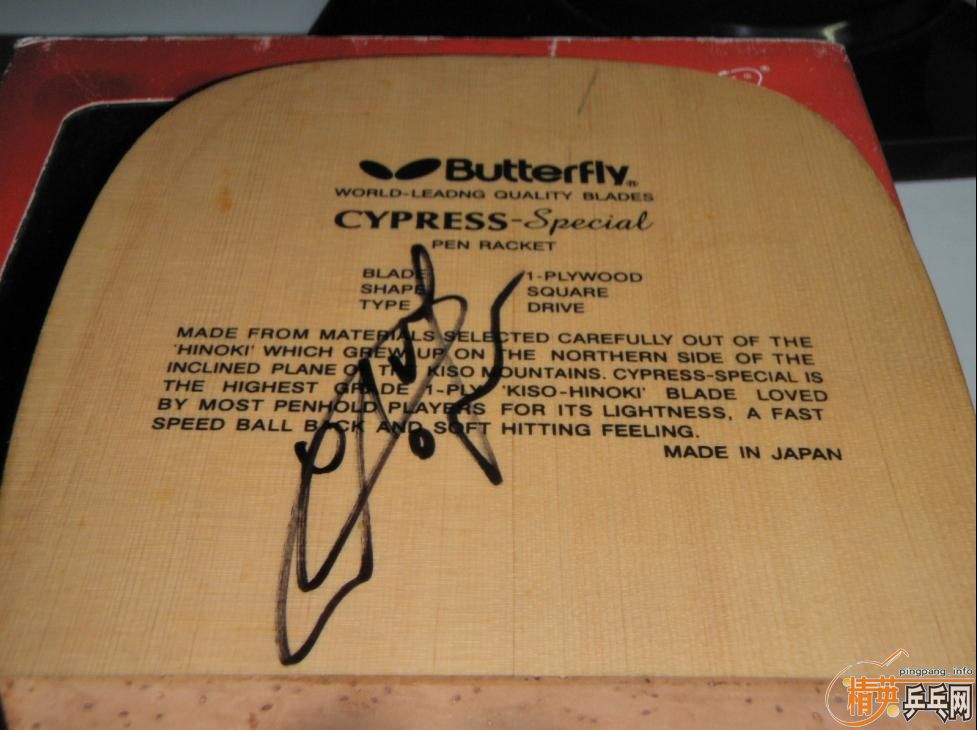 Butterfly®
WORLD-LEADNG QUALITY BLADES
CYPRESS-Special
PEN RACKET
BLADE 1-PLYWOOD
SHAPE SQUARE
TYPE DRIVE
MADE FROM MATERIALS SELECTED CAREFULLY OUT OF THE
'HINOKI' WHICH GREW UP ON THE NORTHERN SIDE OF THE
INCLINED PLANE OF THE KISO MOUNTAINS. CYPRESS-SPECIAL IS
THE HIGHEST GRADE 1-PLY 'KISO-HINOKI' BLADE LOVED
BY MOST PENHOLD PLAYERS FOR ITS LIGHTNESS, A FAST
SPEED BALL BACK AND SOFT HITTING FEELING.
MADE IN JAPAN
pingpang.info
精英乒乓网